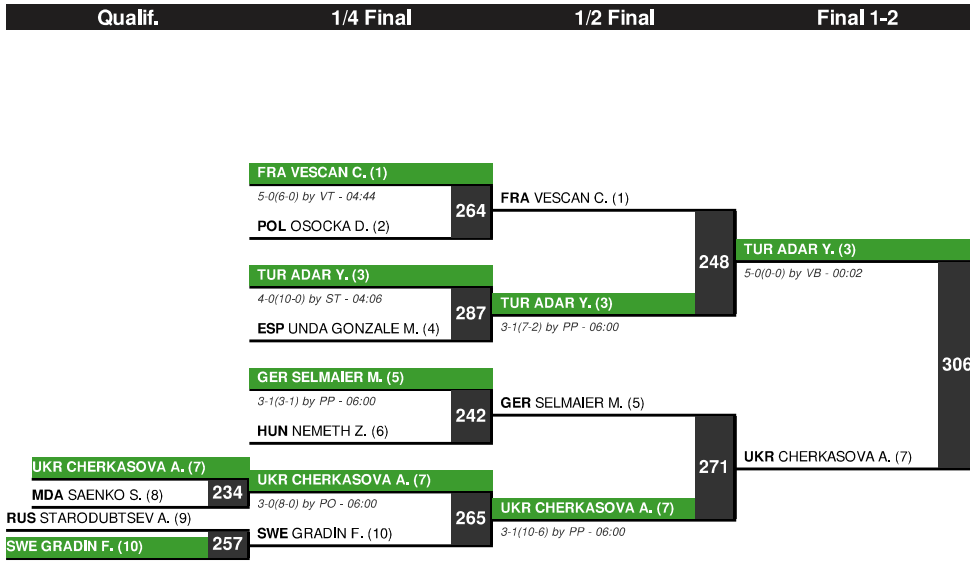 Qualif. 1/4 Final 1/2 Final Final 1-2
FRA VESCAN C. (1)
5-0(6-0) by VT - 04:44
POL OSOCKA D. (2)
264
FRA VESCAN C. (1)
TUR ADAR Y. (3)
4-0(10-0) by ST - 04:06
ESP UNDA GONZALE M. (4)
287
TUR ADAR Y. (3)
3-1(7-2) by PP - 06:00
248
TUR ADAR Y. (3)
5-0(0-0) by VB - 00:02
306
GER SELMAIER M. (5)
3-1(3-1) by PP - 06:00
HUN NEMETH Z. (6)
242
GER SELMAIER M. (5)
UKR CHERKASOVA A. (7)
MDA SAENKO S. (8)
234
RUS STARODUBTSEV A. (9)
SWE GRADIN F. (10)
257
UKR CHERKASOVA A. (7)
3-0(8-0) by PO - 06:00
SWE GRADIN F. (10)
265
UKR CHERKASOVA A. (7)
3-1(10-6) by PP - 06:00
271
UKR CHERKASOVA A. (7)